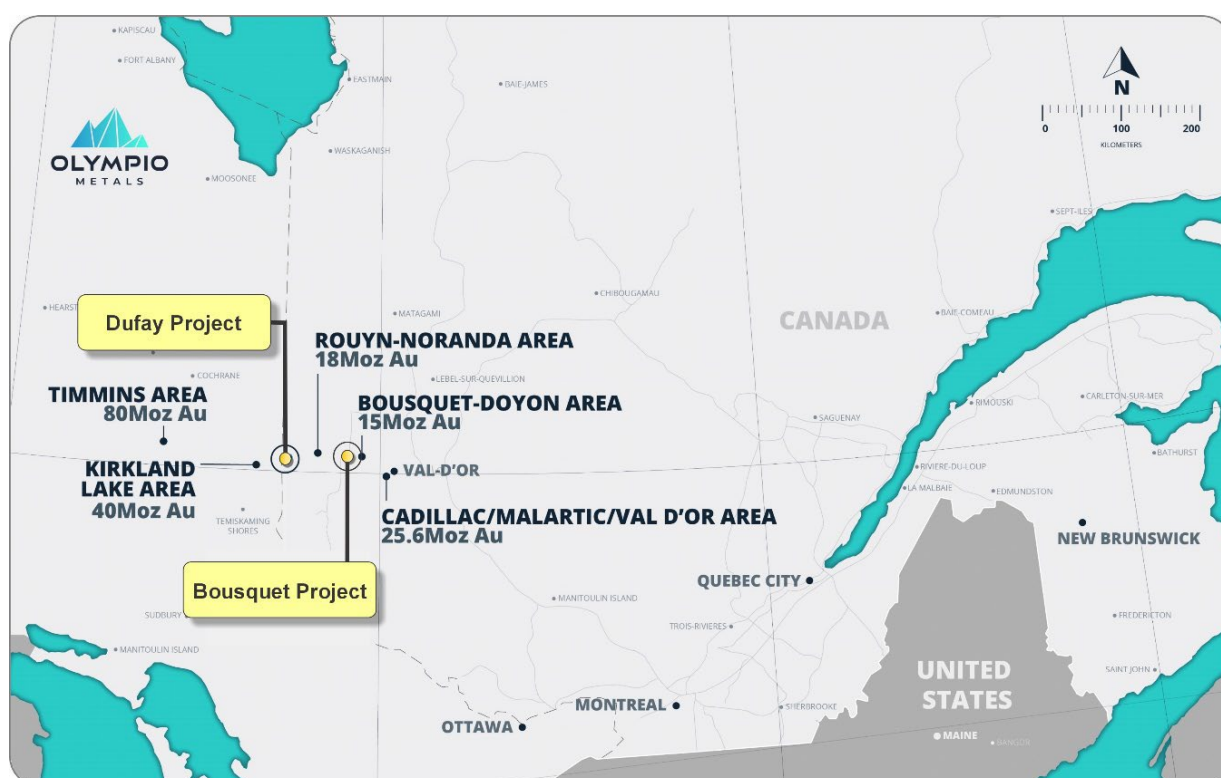 KAPISCAU
FORT ALBANY
EASTMAIN
BAIE-JAMES
N
0 100 200
KILOMETERS
OLYMPIO
METALS
WASKAGANISH
MOOSONEE
SEPT-ILES
HEARST
CHIBOUGAMAU
Dufay Project
MATAGAMI
CANADA
BAIE-COMEAU
ROUYN-NORANDA AREA
18Moz Au
COCHRANE
LEBEL-SUR-QUEVILLION
TIMMINS AREA
80Moz Au
BOUSQUET-DOYON AREA
15Moz Au
SAGUENAY
RIMOUSKI
CARLETON-SUR-MER
BATHURST
KIRKLAND
LAKE AREA
40Moz Au
VAL-D'OR
RIVIERE-DU-LOUP
LA MALBAIE
EDMUNDSTON
TEMISKAMING
SHORES
CADILLAC/MALARTIC/VAL D'OR AREA
25.6Moz Au
NEW BRUNSWICK
Bousquet Project
QUEBEC CITY
MANITOULIN ISLAND
SUDBURY
TROIS-RIVIERES
FREDERICTON
MANITOULIN ISLAND
UNITED
STATES
SAINT JOHN
MONTREAL
SHERBROOKE
OTTAWA
MAINE
BANGOR